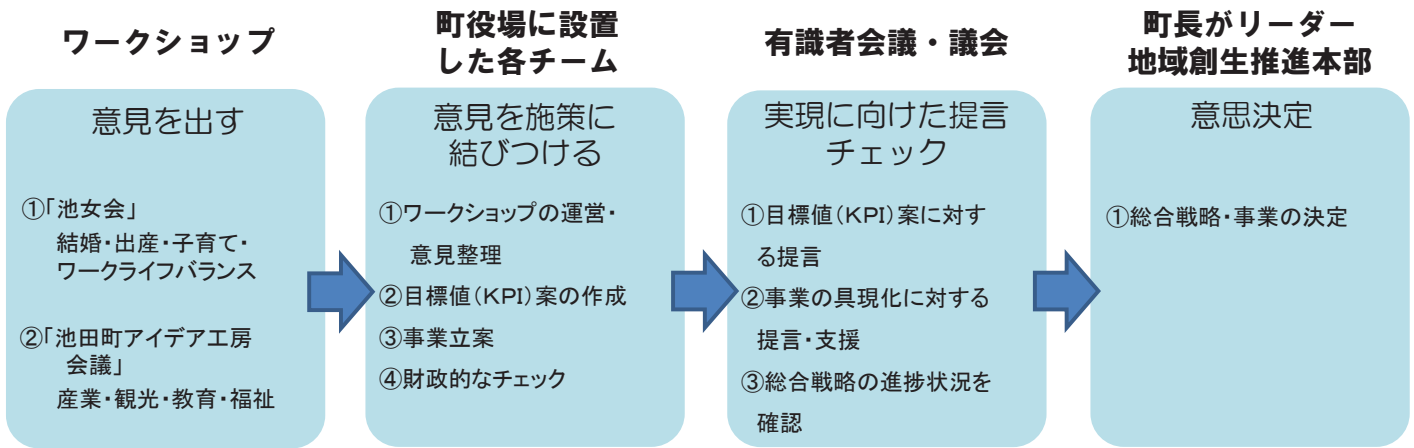 ワークショップ
意見を出す
①「池女会」
結婚・出産・子育て・
ワークライフバランス
②「池田町アイデア工房
会議」
産業・観光・教育・福祉
町役場に設置
した各チーム
意見を施策に
結びつける
①ワークショップの運営・
意見整理
②目標値(KPI)案の作成
③事業立案
④財政的なチェック
有識者会議・議会
実現に向けた提言
チェック
①目標値(KPI)案に対す
る提言
②事業の具現化に対する
提言・支援
③総合戦略の進捗状況を
確認
町長がリーダー
地域創生推進本部
意思決定
①総合戦略・事業の決定